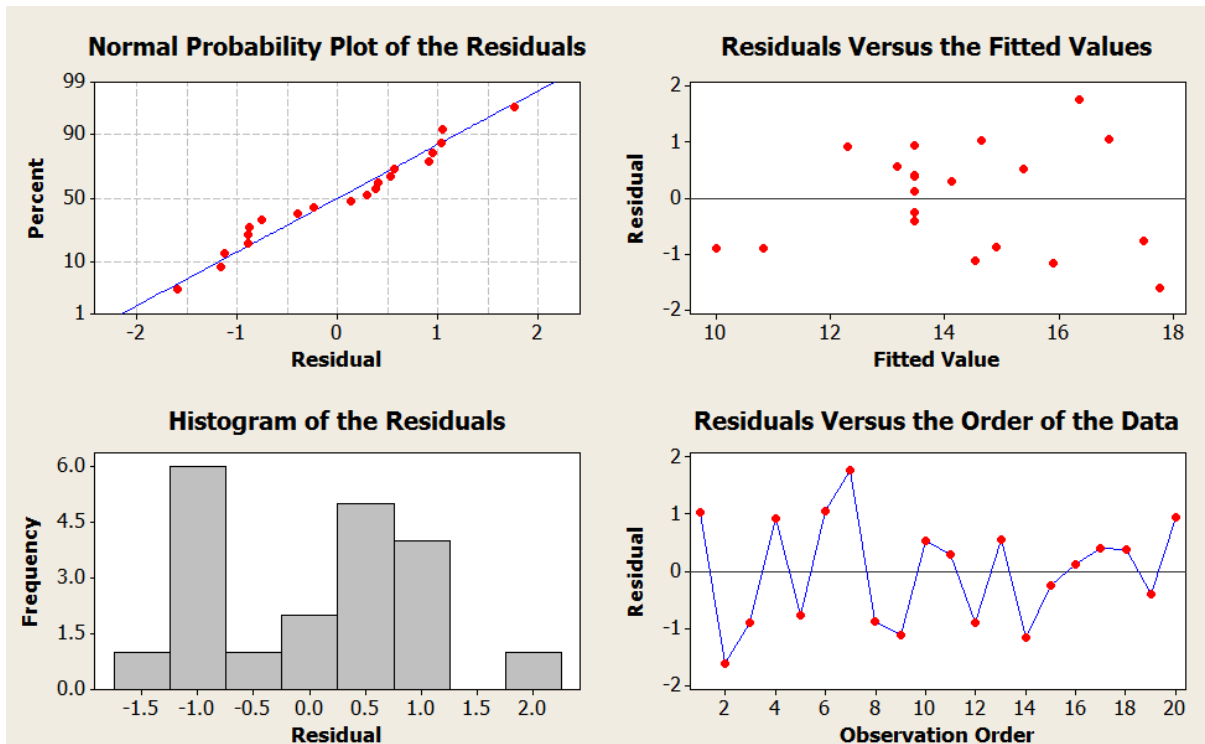 Normal Probability Plot of the Residuals
99
90
50
10
1
Percent
-2 -1 0 1 2
Residual
Residuals Versus the Fitted Values
2
1
0
-1
-2
Residual
10 12 14 16 18
Fitted Value
Histogram of the Residuals
6.0
4.5
3.0
1.5
0.0
Frequency
-1.5 -1.0 -0.5 0.0 0.5 1.0 1.5 2.0
Residual
Residuals Versus the Order of the Data
2
1
0
-1
-2
Residual
2 4 6 8 10 12 14 16 18 20
Observation Order